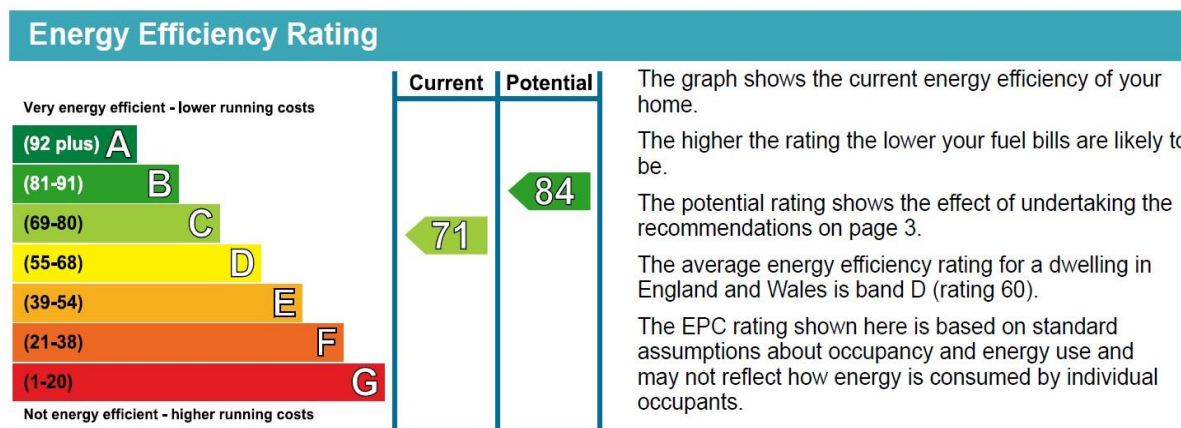 Energy Efficiency Rating
Current
Potential
Very energy efficient - lower running costs
(92 plus) A
(81-91) B
(69-80) C
(55-68) D
(39-54) E
(21-38) F
(1-20) G
Not energy efficient - higher running costs
71
84
The graph shows the current energy efficiency of your
home.
The higher the rating the lower your fuel bills are likely to
be.
The potential rating shows the effect of undertaking the
recommendations on page 3.
The average energy efficiency rating for a dwelling in
England and Wales is band D (rating 60).
The EPC rating shown here is based on standard
assumptions about occupancy and energy use and
may not reflect how energy is consumed by individual
occupants.